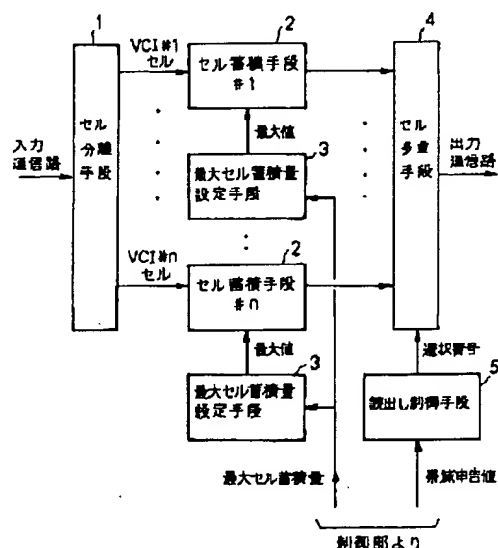 1
VCI#1
セル
2
セル蓄積手段
#1
4
入力
通信路
セル
分離
手段
最大値
3
最大セル蓄積量
設定手段
セル
多重
手段
出力
通信路
VCI#n
セル
2
セル蓄積手段
#n
最大値
3
最大セル蓄積量
設定手段
選択番号
5
読出し制御手段
最大セル蓄積量
帯域申告値
制御部より